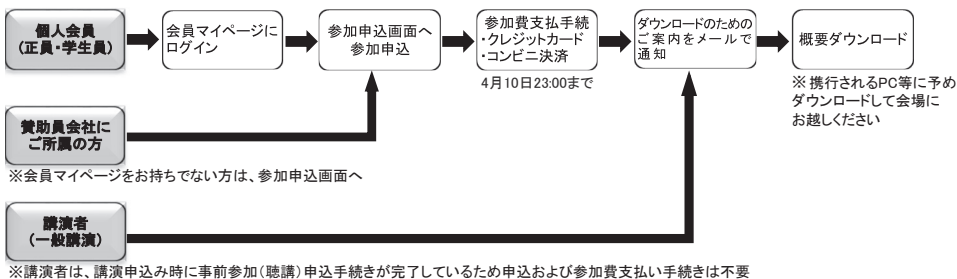 個人会員
(正員・学生員)
会員マイページに
ログイン
参加申込画面へ
参加申込
参加費支払手続
・クレジットカード
・コンビニ決済
4月10日23:00まで
ダウンロードのための
ご案内をメールで
通知
概要ダウンロード
※携行されるPC等に予め
ダウンロードして会場に
お越しください
賛助員会社に
ご所属の方
※会員マイページをお持ちでない方は、参加申込画面へ
講演者
(一般講演)
※講演者は、講演申込み時に事前参加(聴講)申込手続きが完了しているため申込および参加費支払い手続きは不要